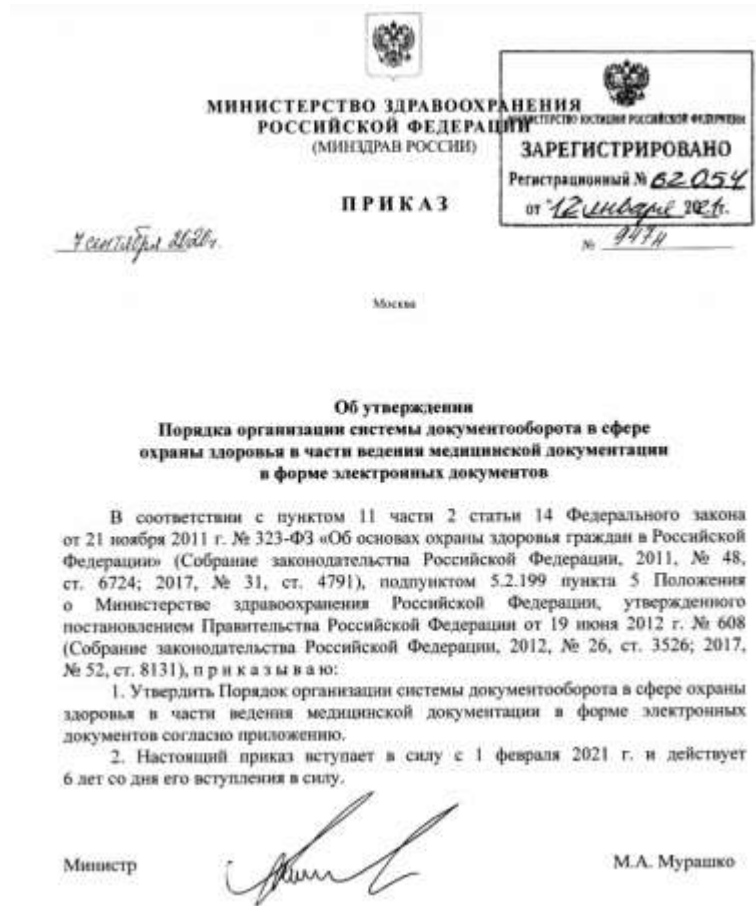 МИНИСТЕРСТВО ЗДРАВООХРАНЕНИЯ
РОССИЙСКОЙ ФЕДЕРАЦИИ
(МИНЗДРАВ РОССИИ)
МИНИСТЕРСТВО ЮСТИЦИИ РОССИЙСКОЙ ФЕДЕРАЦИИ
ЗАРЕГИСТРИРОВАНО
Регистрационный № 62054
от "12 января 2021г.
ПРИКАЗ
7 сентября 2020г.
№ 947н
Москва
Об утверждении
Порядка организации системы документооборота в сфере
охраны здоровья в части ведения медицинской документации
в форме электронных документов
В соответствии с пунктом 11 части 2 статьи 14 Федерального закона
от 21 ноября 2011 г. № 323-ФЗ «Об основах охраны здоровья граждан в Российской
Федерации» (Собрание законодательства Российской Федерации, 2011, № 48,
ст. 6724; 2017, № 31, ст. 4791), подпунктом 5.2.199 пункта 5 Положения
о Министерстве здравоохранения Российской Федерации, утвержденного
постановлением Правительства Российской Федерации от 19 июня 2012 г. № 608
(Собрание законодательства Российской Федерации, 2012, № 26, ст. 3526; 2017,
№ 52, ст. 8131), п р и к а з ы в а ю:
1. Утвердить Порядок организации системы документооборота в сфере охраны
здоровья в части ведения медицинской документации в форме электронных
документов согласно приложению.
2. Настоящий приказ вступает в силу с 1 февраля 2021 г. и действует
6 лет со дня его вступления в силу.
Министр
М.А. Мурашко